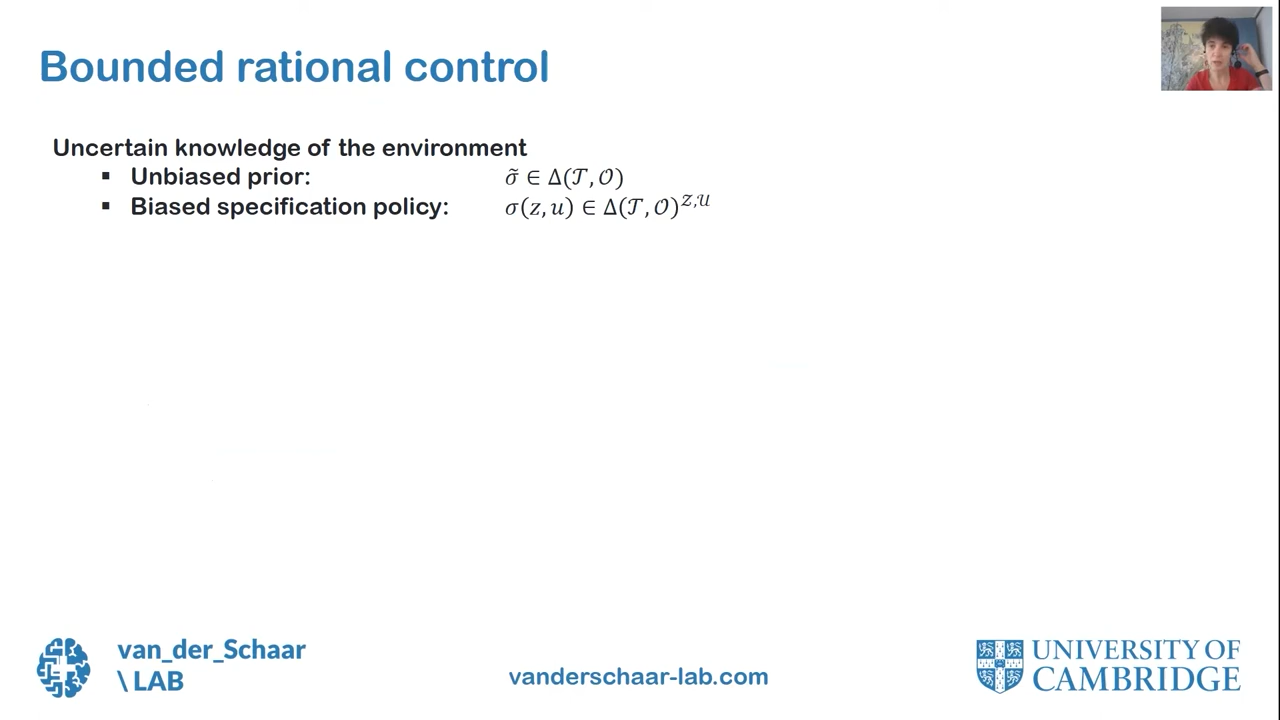 Bounded rational control
Uncertain knowledge of the environment
▪ Unbiased prior: σ̃ ∈ Δ(𝒯, 𝒪)
▪ Biased specification policy: σ(z, u) ∈ Δ(𝒯, 𝒪)^{𝒵,𝒰}
van_der_Schaar
\ LAB
vanderschaar-lab.com
UNIVERSITY OF
CAMBRIDGE